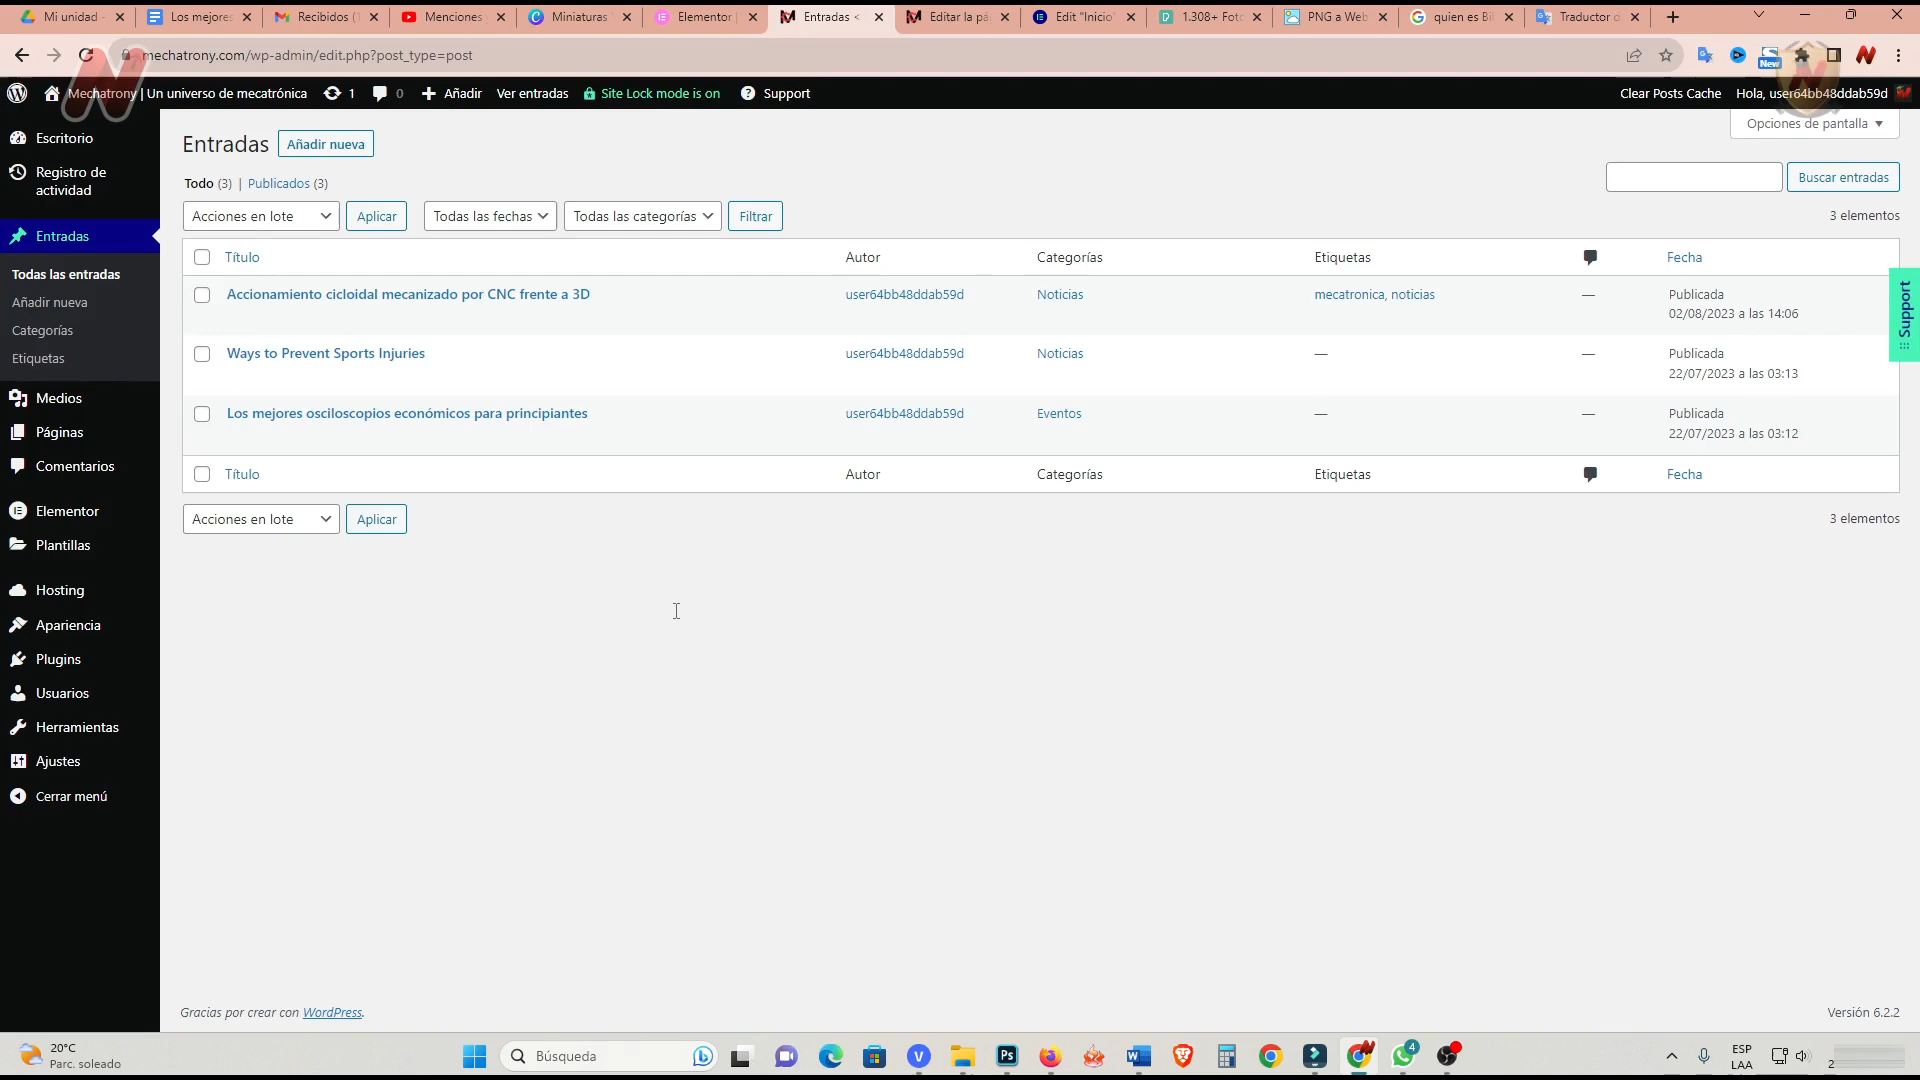 Mi unidad -
Los mejores
Recibidos (
Menciones
Miniaturas
Elementor
Entradas <
Editar la pá
Edit "Inicio"
1.308+ Fot
PNG a Web
quien es Bi
Traductor d
mechatrony.com/wp-admin/edit.php?post_type=post
New
Mechatrony | Un universo de mecatrónica
1
0
Añadir
Ver entradas
Site Lock mode is on
Support
Clear Posts Cache
Hola, user64bb48ddab59d
Escritorio
Registro de
actividad
Entradas
Todas las entradas
Añadir nueva
Categorías
Etiquetas
Medios
Páginas
Comentarios
Elementor
Plantillas
Hosting
Apariencia
Plugins
Usuarios
Herramientas
Ajustes
Cerrar menú
Opciones de pantalla
Entradas
Añadir nueva
Todo (3) | Publicados (3)
Buscar entradas
Acciones en lote
Aplicar
Todas las fechas
Todas las categorías
Filtrar
3 elementos
Título
Autor
Categorías
Etiquetas
Fecha
Accionamiento cicloidal mecanizado por CNC frente a 3D
user64bb48ddab59d
Noticias
mecatronica, noticias
—
Publicada
02/08/2023 a las 14:06
Ways to Prevent Sports Injuries
user64bb48ddab59d
Noticias
—
—
Publicada
22/07/2023 a las 03:13
Los mejores osciloscopios económicos para principiantes
user64bb48ddab59d
Eventos
—
—
Publicada
22/07/2023 a las 03:12
Título
Autor
Categorías
Etiquetas
Fecha
Acciones en lote
Aplicar
3 elementos
Support
Gracias por crear con WordPress.
Versión 6.2.2
20°C
Parc. soleado
Búsqueda
Ps
4
ESP
LAA
2